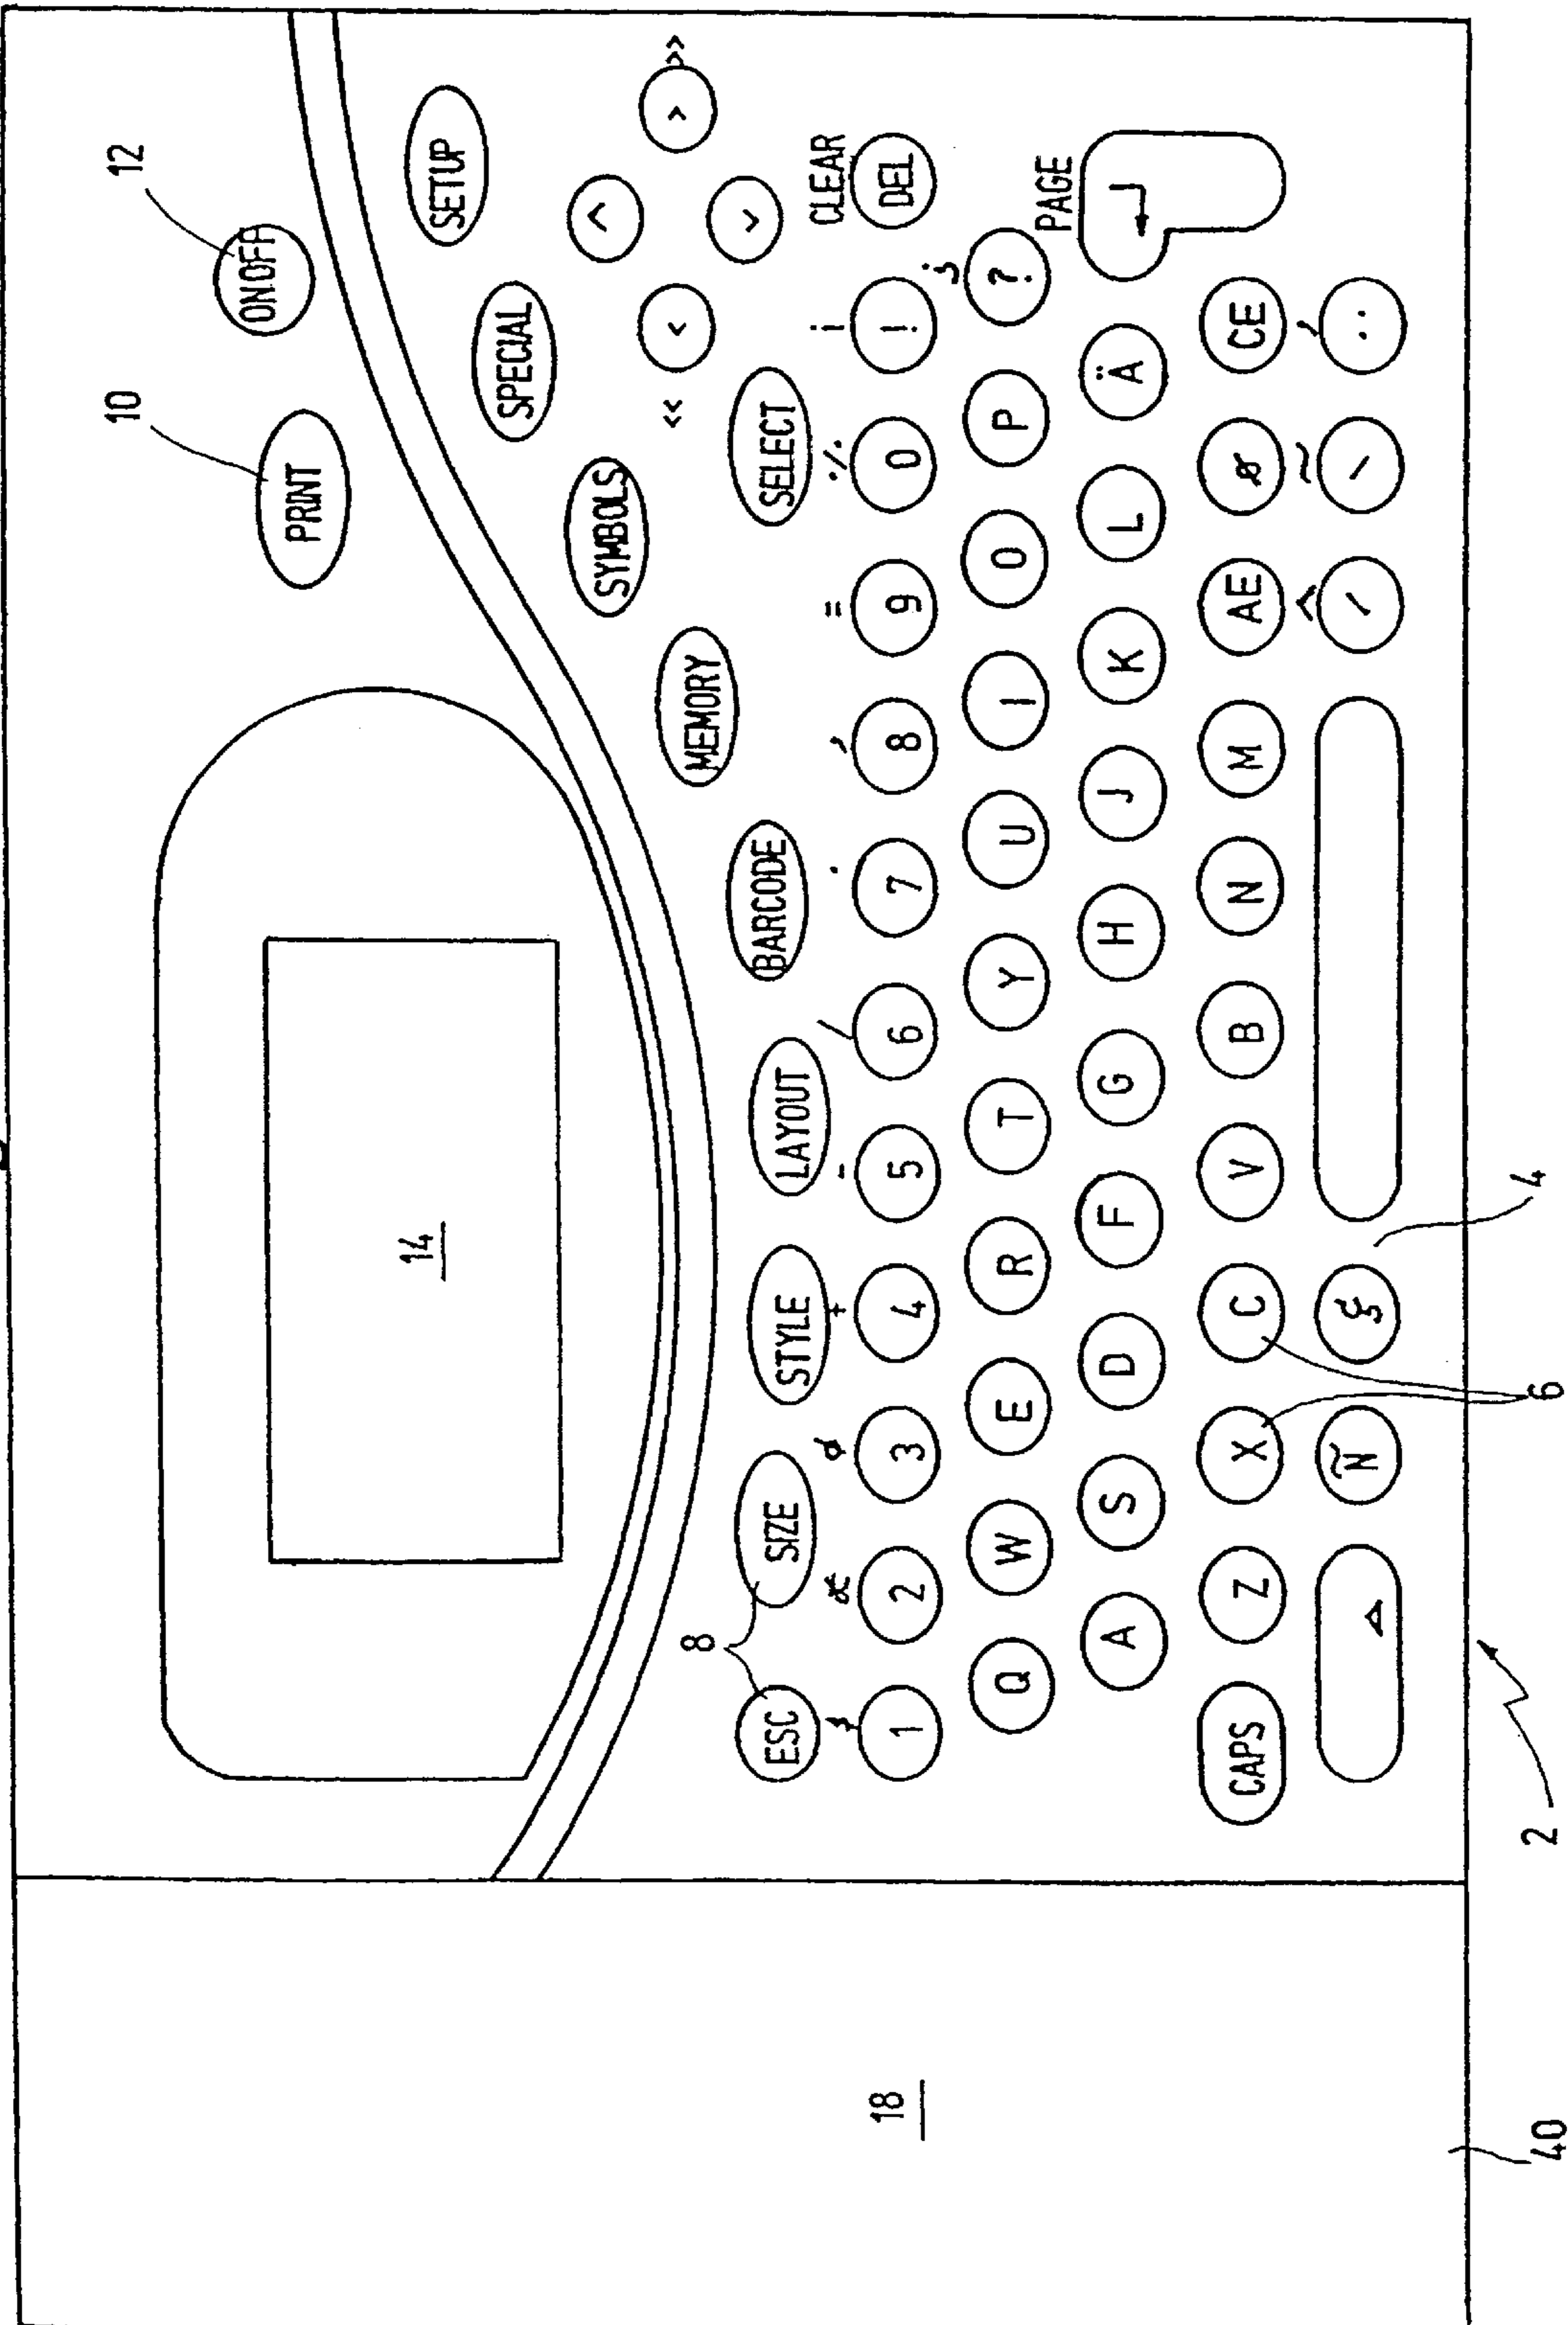 12
10
ON OFF
PRINT
SETUP
SPECIAL
SYMBOLS
MEMORY
14
^
<< < > >>
v
BARCODE
LAYOUT
STYLE
SIZE
8
ESC
SELECT
CLEAR
+ - / . , = % ¡
1 2 3 4 5 6 7 8 9 0 ! DEL
¿
Q W E R T Y U I O P ?
PAGE
A S D F G H J K L Ä ↵
CAPS Z X C V B N M AE Ø CE
^ ~
Ñ / \ ..
18
4
6
2
40